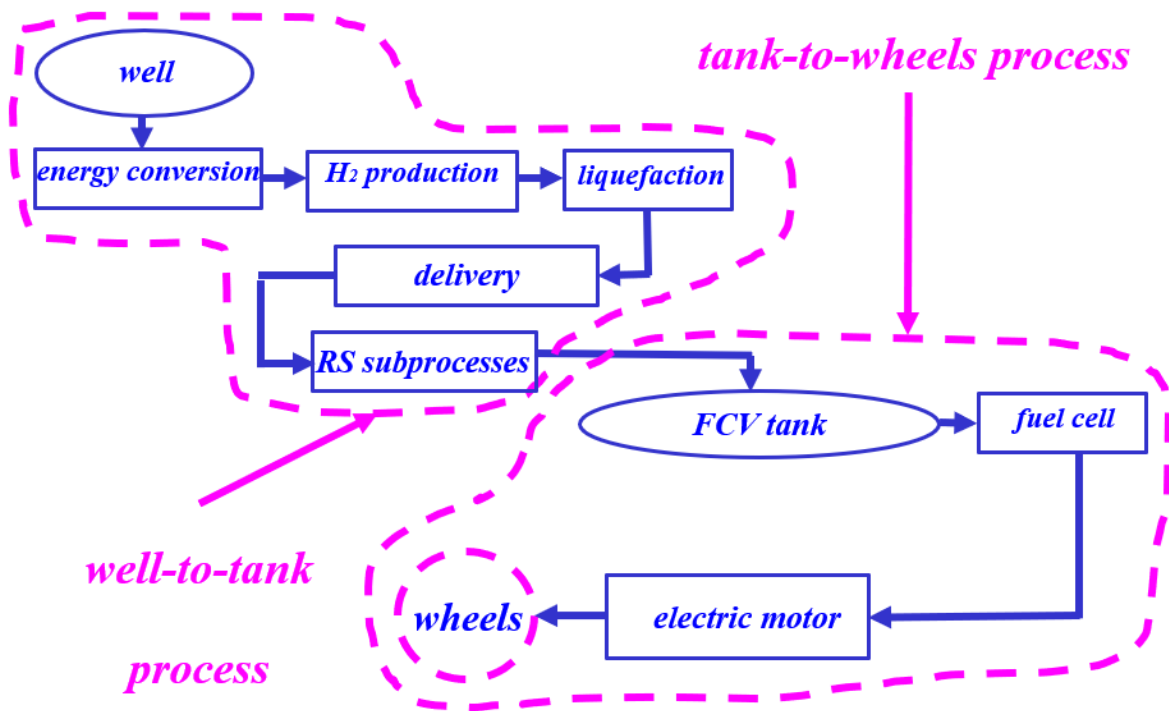 tank-to-wheels process
well
energy conversion
H₂ production
liquefaction
delivery
RS subprocesses
FCV tank
fuel cell
well-to-tank
process
wheels
electric motor